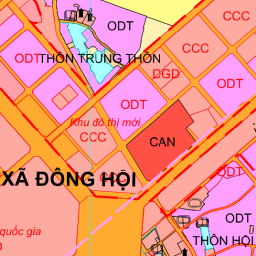 ODT
CCC
CCC
ODT
THÔN TRUNG THÔN
DGD
ODT
ODT
Khu đô thị mới
CCC
CAN
XÃ ĐÔNG HỘI
ODT
quốc gia
ODT
THÔN HỘI